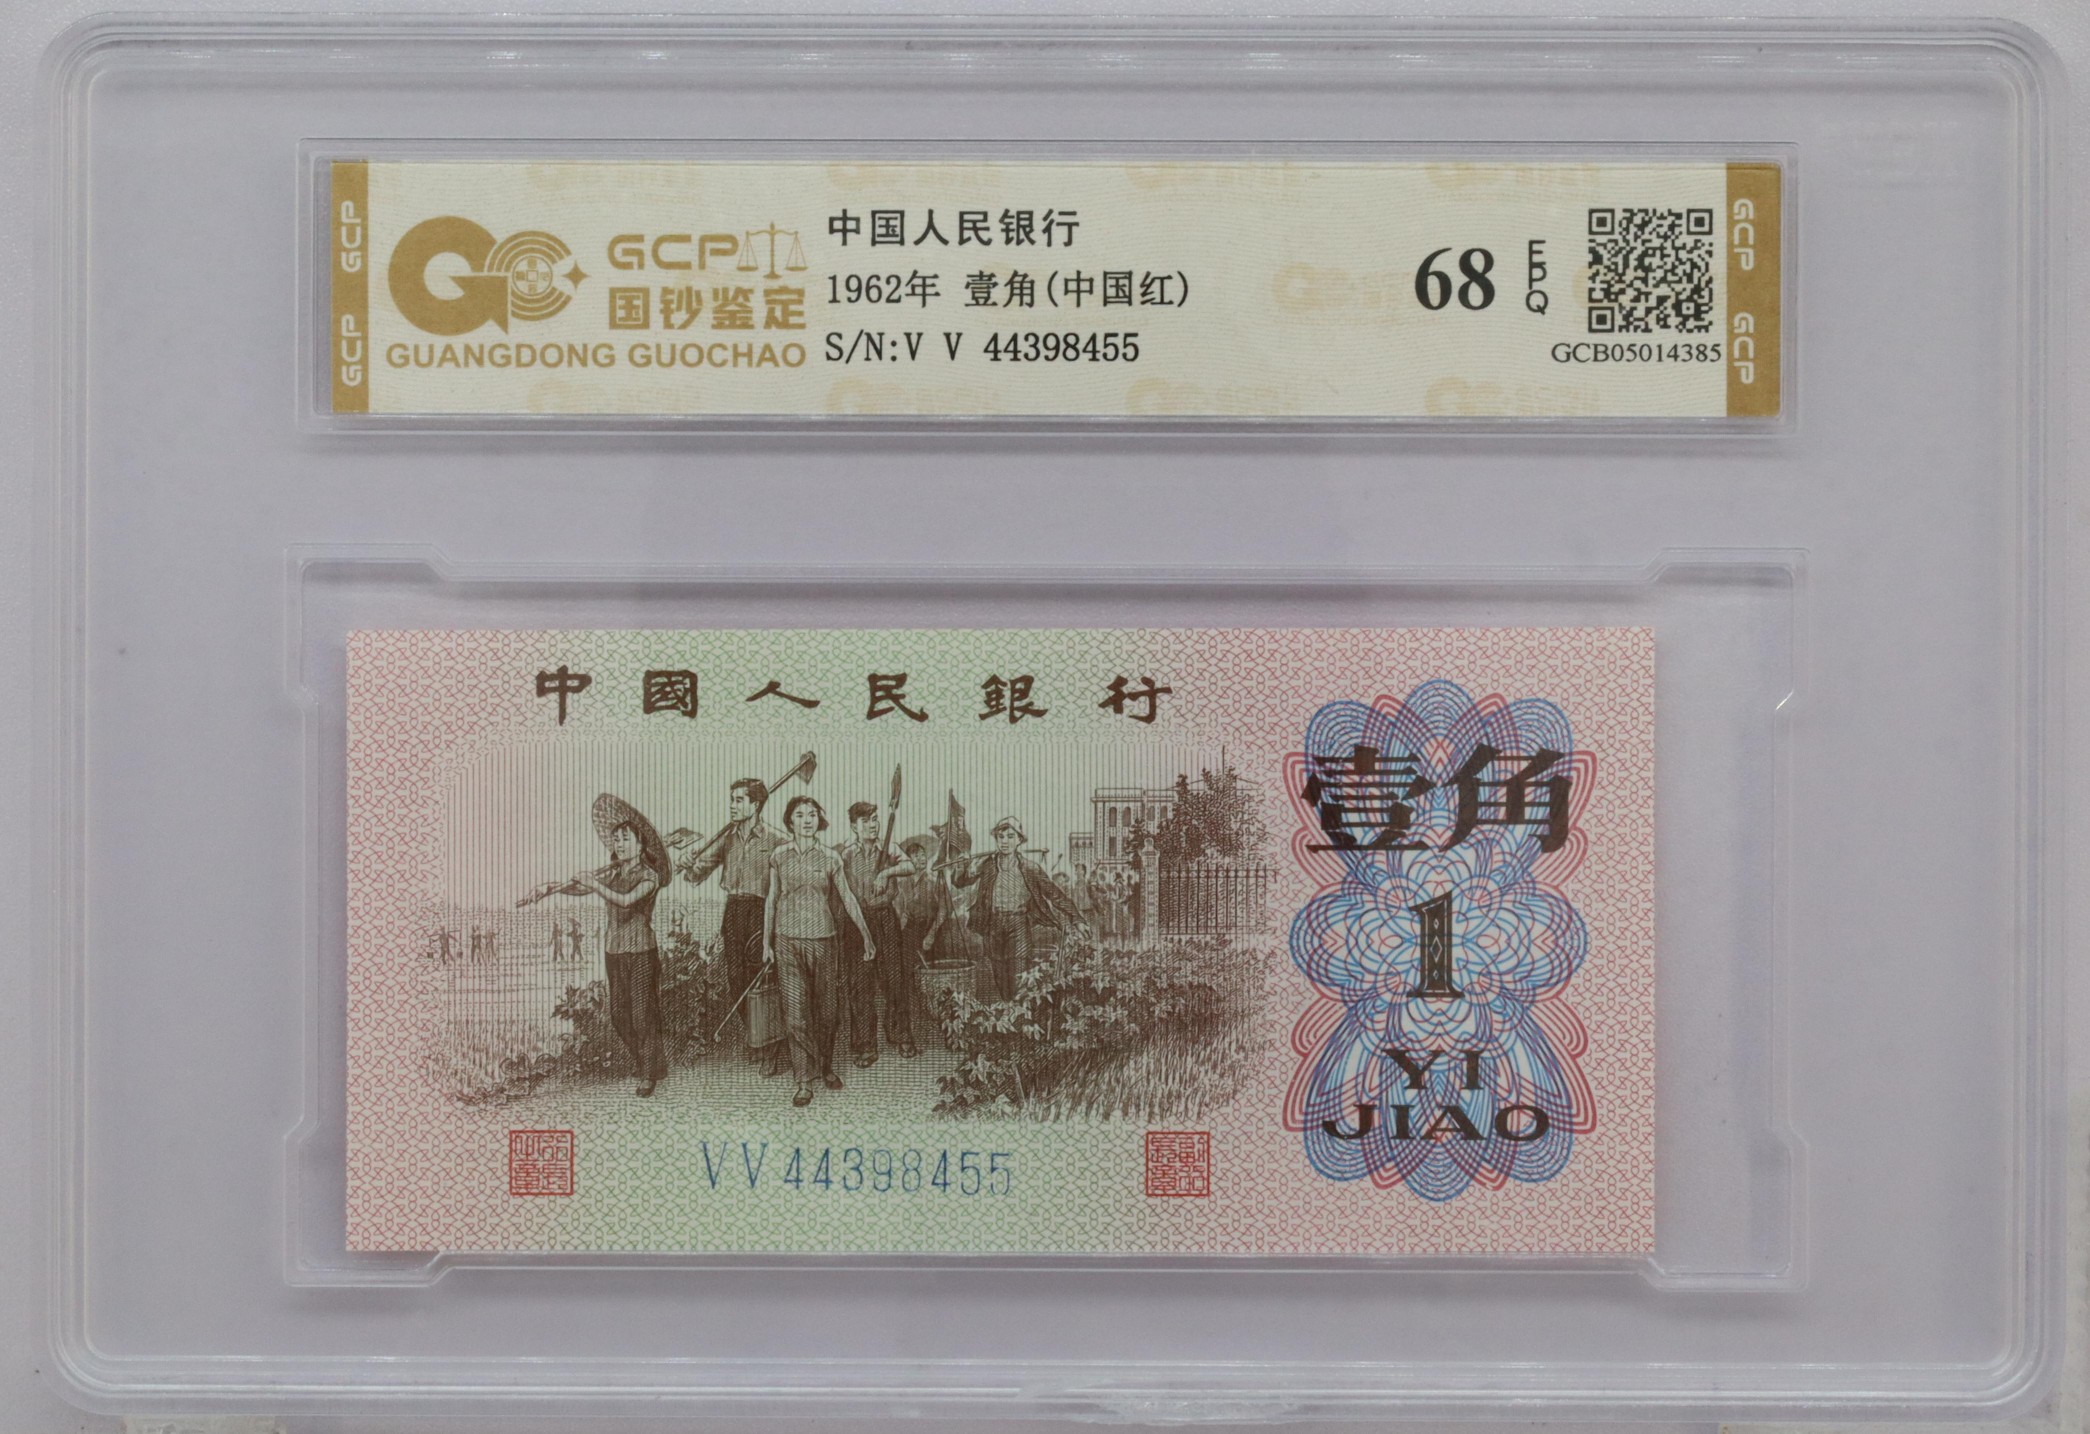 GCP
GCP
GCP
国钞鉴定
GUANGDONG GUOCHAO
中国人民银行
1962年 壹角(中国红)
S/N:V V 44398455
68
EPQ
GCB05014385
GCP
GCP
中國人民銀行
壹角
1
YI
JIAO
VV44398455